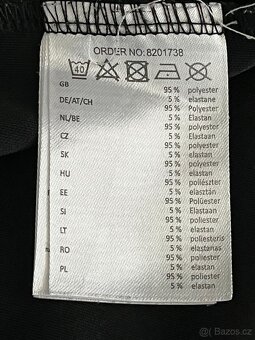 ORDER NO: 8201738
40
GB 95 % polyester
5 % elastane
DE/AT/CH 95 % Polyester
5 % Elastan
NL/BE 95 % polyester
5 % Elastan
CZ 95 % polyester
5 % elastan
SK 95 % polyester
5 % elastan
HU 95 % poliészter
5 % elasztán
EE 95 % Polüester
5 % Elastaan
SI 95 % poliester
5 % elastan
LT 95 % poliesteris
5 % elastanas
RO 95 % poliester
5 % elastan
PL 95 % poliester
5 % elastan
Bazos.cz